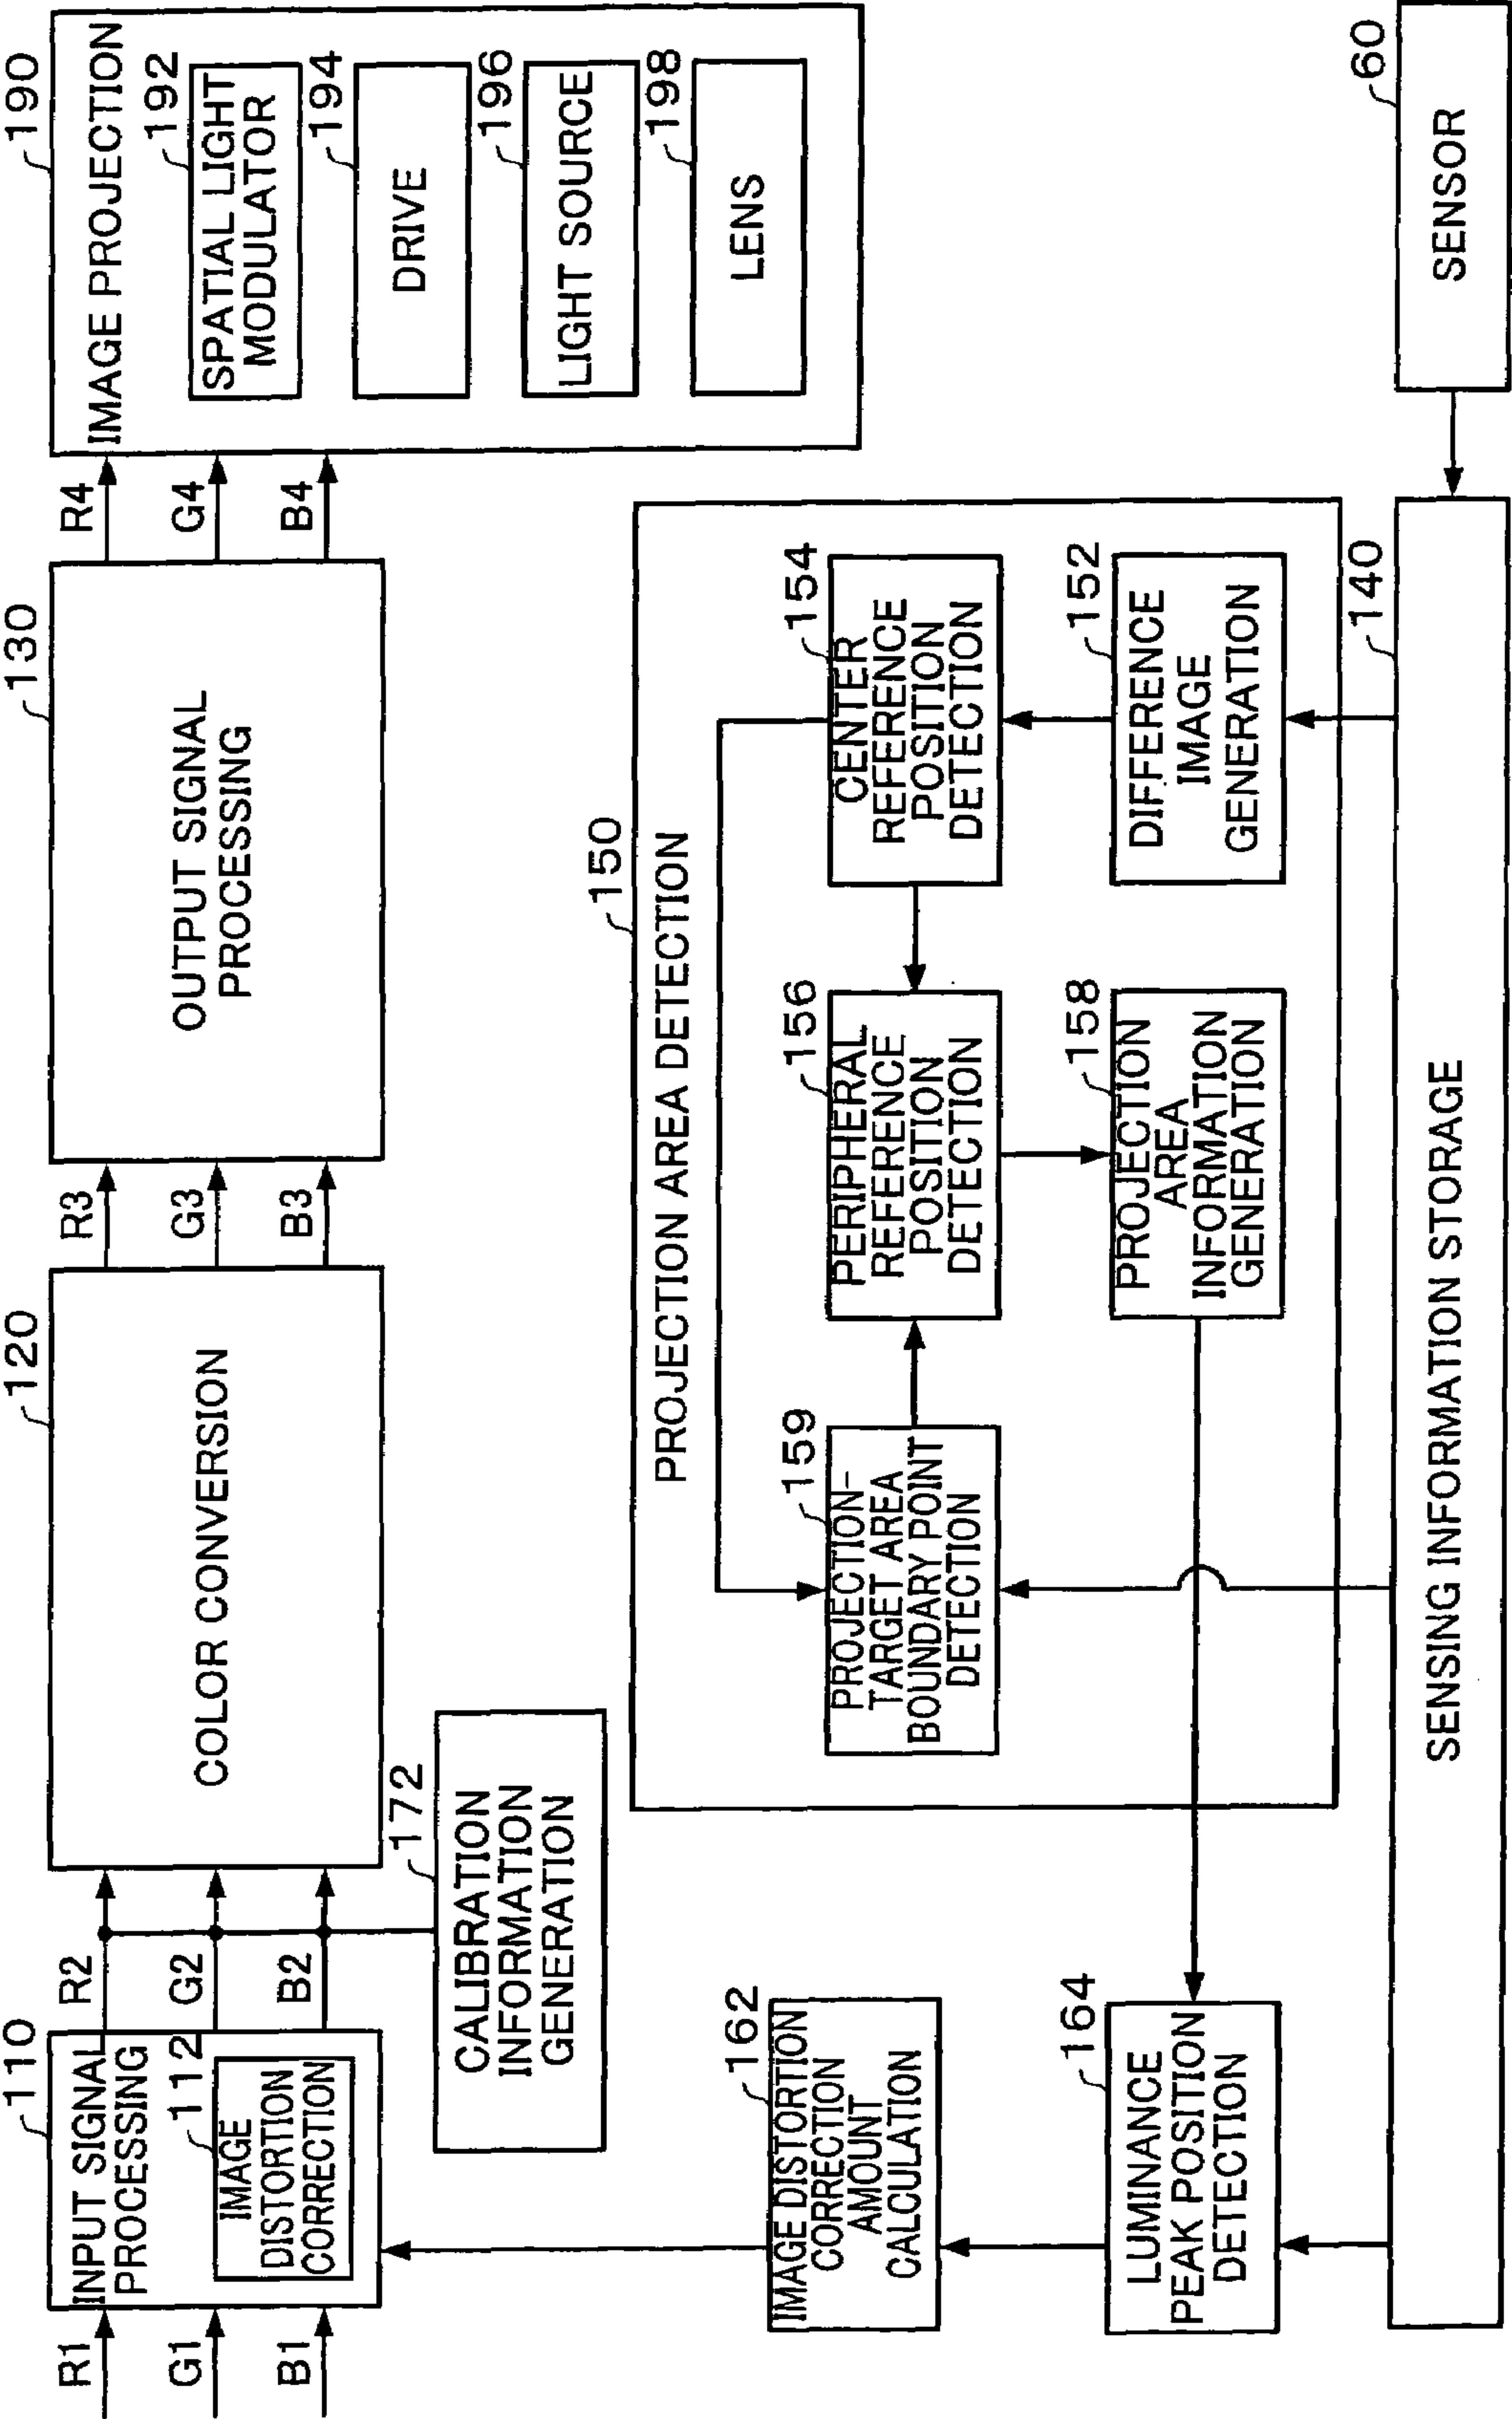 R1
G1
B1
110
INPUT SIGNAL
PROCESSING
112
IMAGE
DISTORTION
CORRECTION
R2
G2
B2
172
CALIBRATION
INFORMATION
GENERATION
120
COLOR CONVERSION
R3
G3
B3
130
OUTPUT SIGNAL
PROCESSING
R4
G4
B4
190
IMAGE PROJECTION
192
SPATIAL LIGHT
MODULATOR
194
DRIVE
196
LIGHT SOURCE
198
LENS
162
IMAGE DISTORTION
CORRECTION
AMOUNT
CALCULATION
164
LUMINANCE
PEAK POSITION
DETECTION
150
PROJECTION AREA DETECTION
159
PROJECTION-
TARGET AREA
BOUNDARY POINT
DETECTION
156
PERIPHERAL
REFERENCE
POSITION
DETECTION
154
CENTER
REFERENCE
POSITION
DETECTION
158
PROJECTION
AREA
INFORMATION
GENERATION
152
DIFFERENCE
IMAGE
GENERATION
140
SENSING INFORMATION STORAGE
60
SENSOR